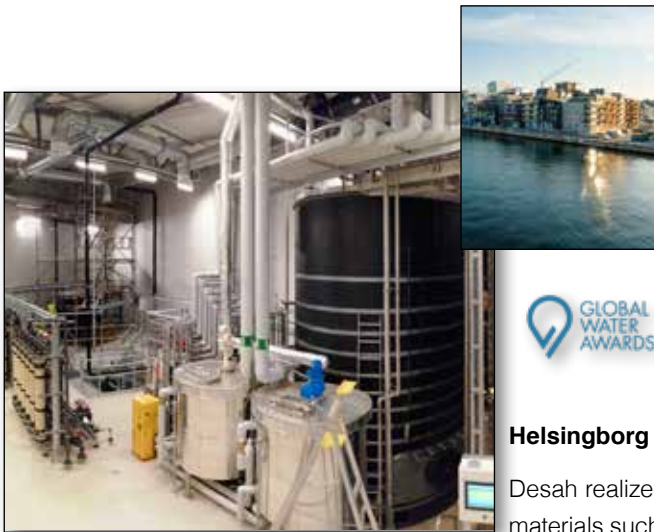 GLOBAL
WATER
AWARDS
Helsingborg
Desah realize
materials such